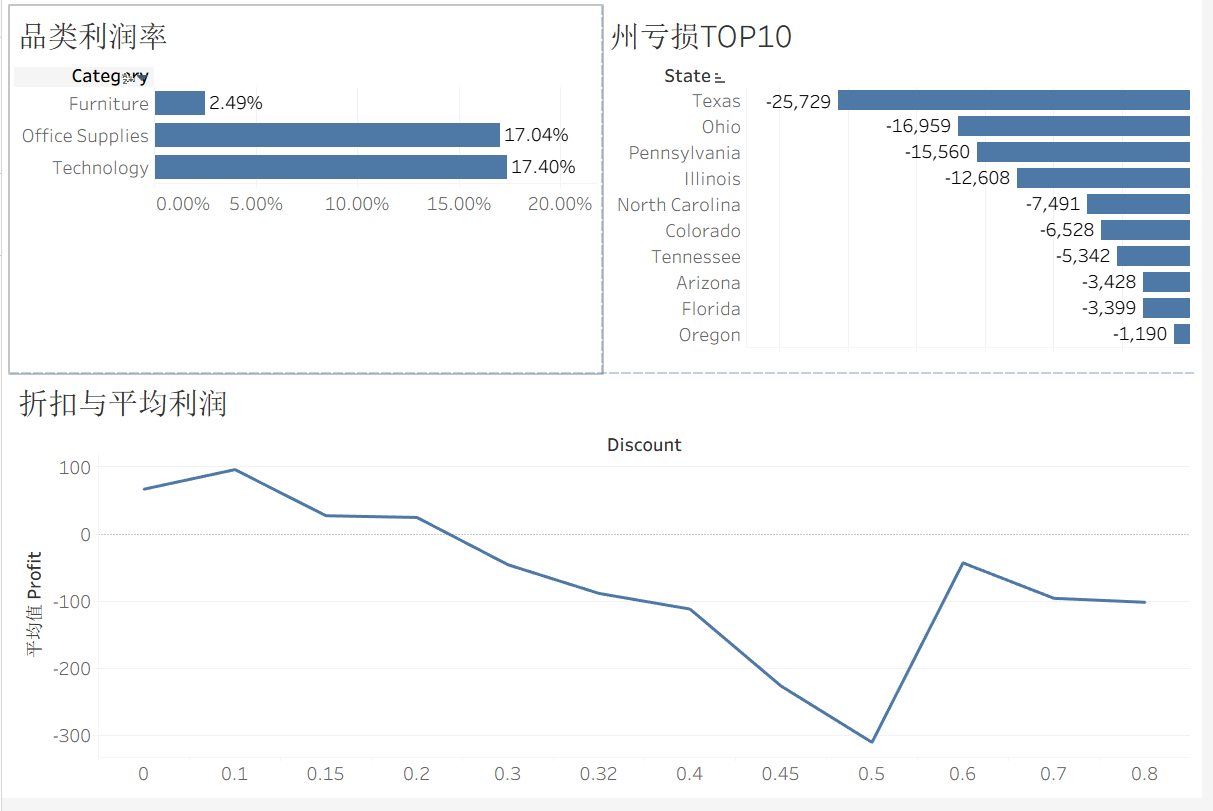 品类利润率
Category
Furniture 2.49%
Office Supplies 17.04%
Technology 17.40%
0.00% 5.00% 10.00% 15.00% 20.00%
州亏损TOP10
State
Texas -25,729
Ohio -16,959
Pennsylvania -15,560
Illinois -12,608
North Carolina -7,491
Colorado -6,528
Tennessee -5,342
Arizona -3,428
Florida -3,399
Oregon -1,190
折扣与平均利润
Discount
平均值 Profit
100
0
-100
-200
-300
0 0.1 0.15 0.2 0.3 0.32 0.4 0.45 0.5 0.6 0.7 0.8